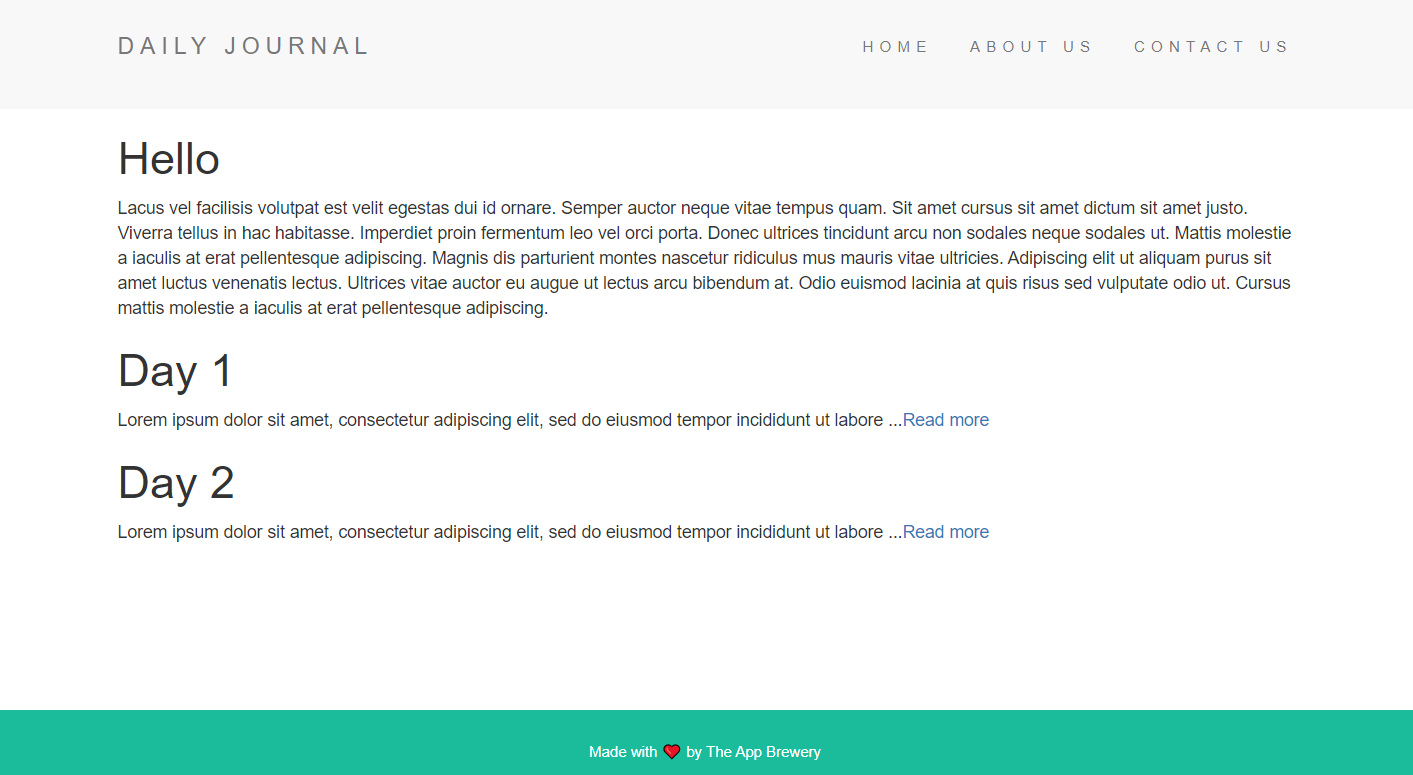 DAILY JOURNAL
HOME ABOUT US CONTACT US
Hello
Lacus vel facilisis volutpat est velit egestas dui id ornare. Semper auctor neque vitae tempus quam. Sit amet cursus sit amet dictum sit amet justo.
Viverra tellus in hac habitasse. Imperdiet proin fermentum leo vel orci porta. Donec ultrices tincidunt arcu non sodales neque sodales ut. Mattis molestie
a iaculis at erat pellentesque adipiscing. Magnis dis parturient montes nascetur ridiculus mus mauris vitae ultricies. Adipiscing elit ut aliquam purus sit
amet luctus venenatis lectus. Ultrices vitae auctor eu augue ut lectus arcu bibendum at. Odio euismod lacinia at quis risus sed vulputate odio ut. Cursus
mattis molestie a iaculis at erat pellentesque adipiscing.
Day 1
Lorem ipsum dolor sit amet, consectetur adipiscing elit, sed do eiusmod tempor incididunt ut labore ...Read more
Day 2
Lorem ipsum dolor sit amet, consectetur adipiscing elit, sed do eiusmod tempor incididunt ut labore ...Read more
Made with ❤ by The App Brewery